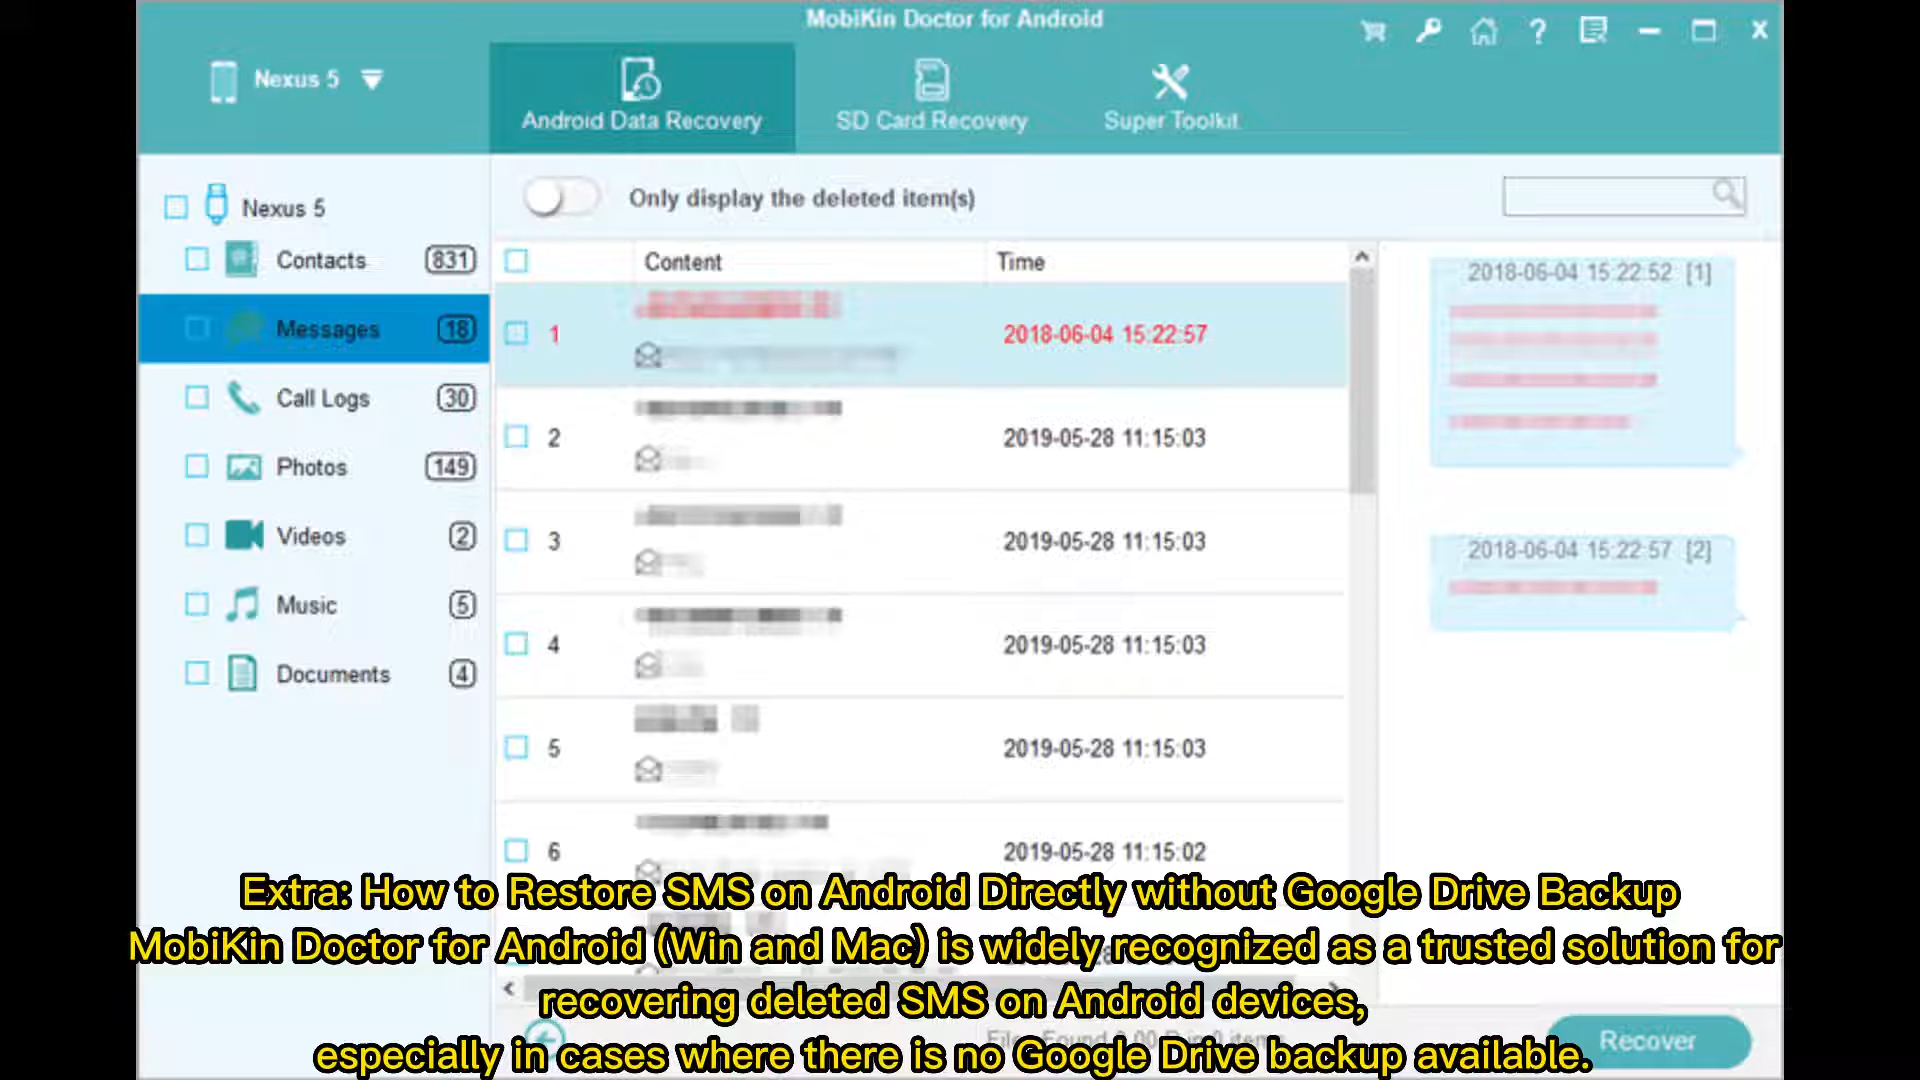 MobiKin Doctor for Android
Nexus 5
Android Data Recovery
SD Card Recovery
Super Toolkit
Nexus 5
Contacts 831
Messages 18
Call Logs 30
Photos 149
Videos 2
Music 5
Documents 4
Only display the deleted item(s)
Content Time
1 2018-06-04 15:22:57
2 2019-05-28 11:15:03
3 2019-05-28 11:15:03
4 2019-05-28 11:15:03
5 2019-05-28 11:15:03
6 2019-05-28 11:15:02
2018-06-04 15:22:52 [1]
2018-06-04 15:22:57 [2]
Recover
Extra: How to Restore SMS on Android Directly without Google Drive Backup
MobiKin Doctor for Android (Win and Mac) is widely recognized as a trusted solution for
recovering deleted SMS on Android devices,
especially in cases where there is no Google Drive backup available.